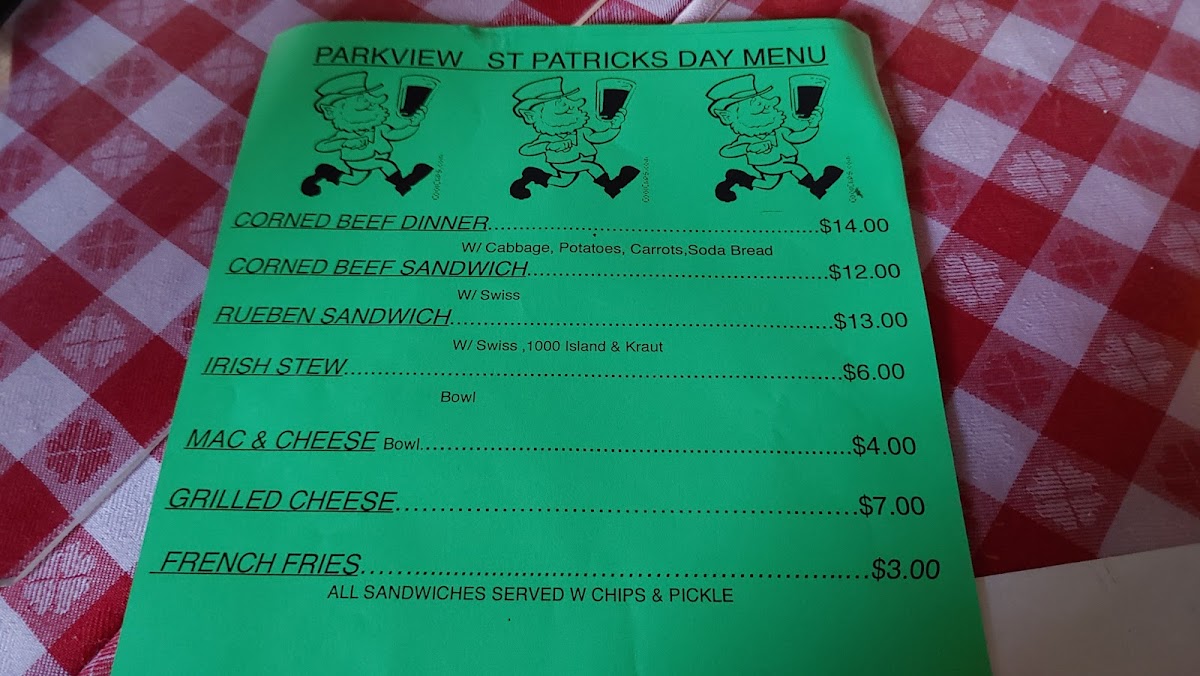 PARKVIEW ST PATRICKS DAY MENU
CORNED BEEF DINNER..........................................................$14.00
W/ Cabbage, Potatoes, Carrots,Soda Bread
CORNED BEEF SANDWICH....................................................$12.00
W/ Swiss
RUEBEN SANDWICH..................................................................$13.00
W/ Swiss ,1000 Island & Kraut
IRISH STEW......................................................................................$6.00
Bowl
MAC & CHEESE Bowl......................................................................$4.00
GRILLED CHEESE..........................................................................$7.00
FRENCH FRIES................................................................................$3.00
ALL SANDWICHES SERVED W CHIPS & PICKLE